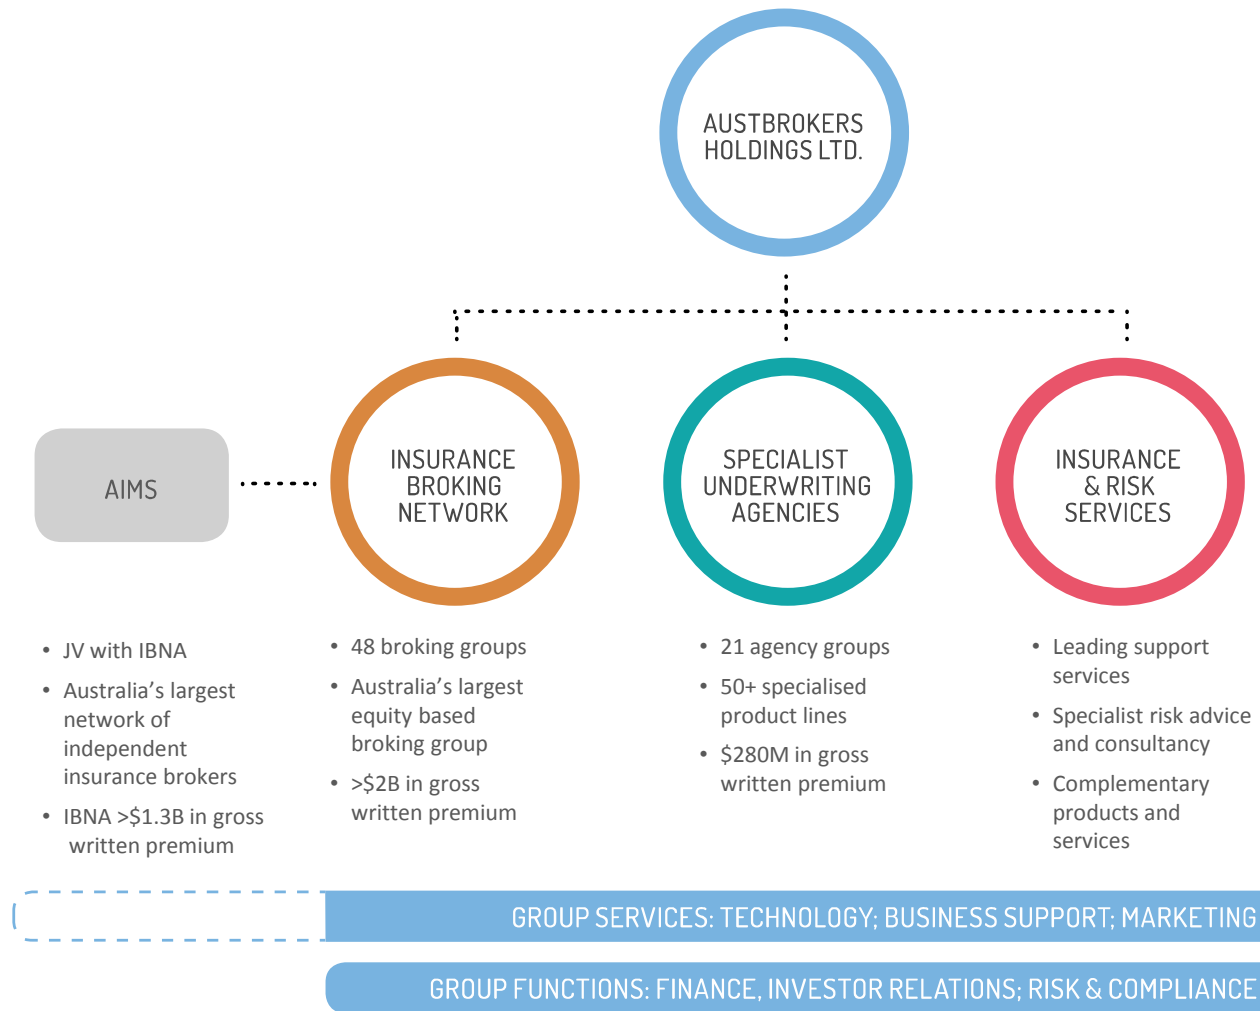 AUSTBROKERS
HOLDINGS LTD.
AIMS
INSURANCE
BROKING
NETWORK
SPECIALIST
UNDERWRITING
AGENCIES
INSURANCE
& RISK
SERVICES
• JV with IBNA
• Australia’s largest
network of
independent
insurance brokers
• IBNA >$1.3B in gross
written premium
• 48 broking groups
• Australia’s largest
equity based
broking group
• >$2B in gross
written premium
• 21 agency groups
• 50+ specialised
product lines
• $280M in gross
written premium
• Leading support
services
• Specialist risk advice
and consultancy
• Complementary
products and
services
GROUP SERVICES: TECHNOLOGY; BUSINESS SUPPORT; MARKETING
GROUP FUNCTIONS: FINANCE, INVESTOR RELATIONS; RISK & COMPLIANCE